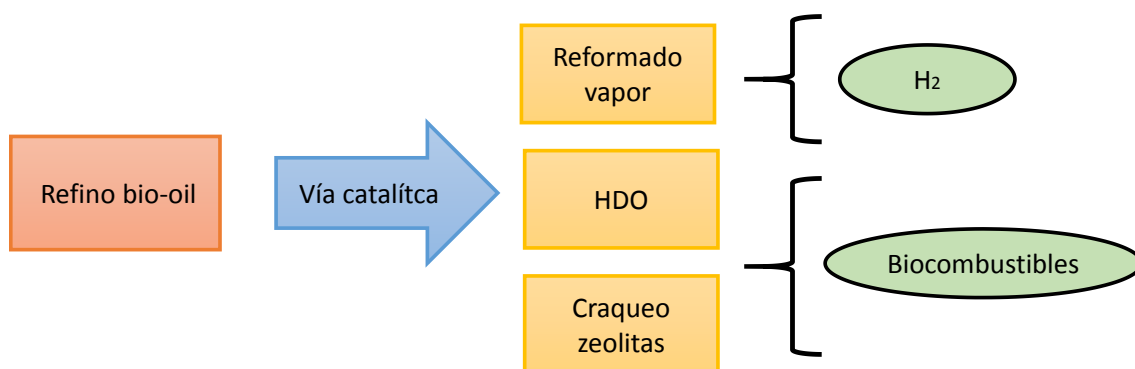 Refino bio-oil
Vía catalítca
Reformado
vapor
HDO
Craqueo
zeolitas
H₂
Biocombustibles